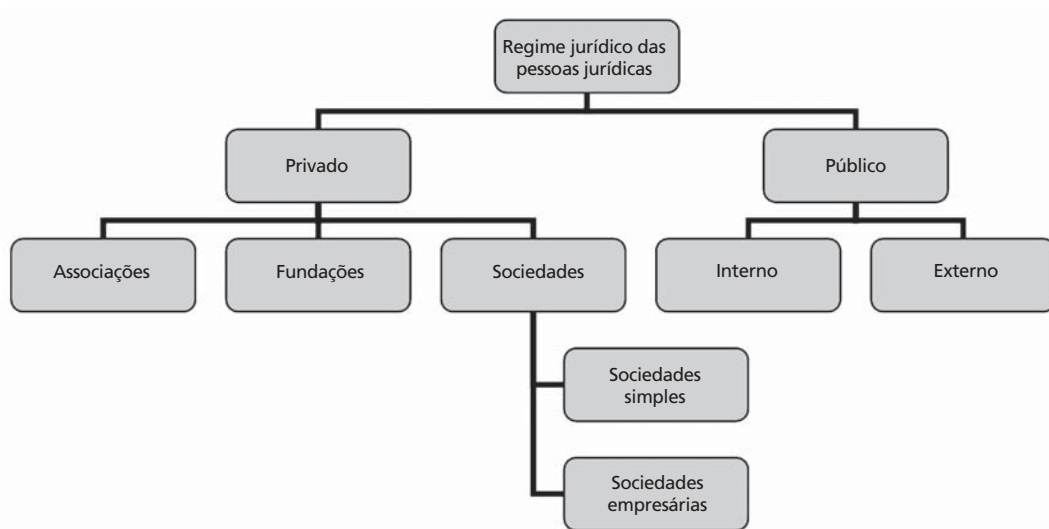 Regime jurídico das
pessoas jurídicas
Privado
Público
Associações
Fundações
Sociedades
Interno
Externo
Sociedades
simples
Sociedades
empresárias